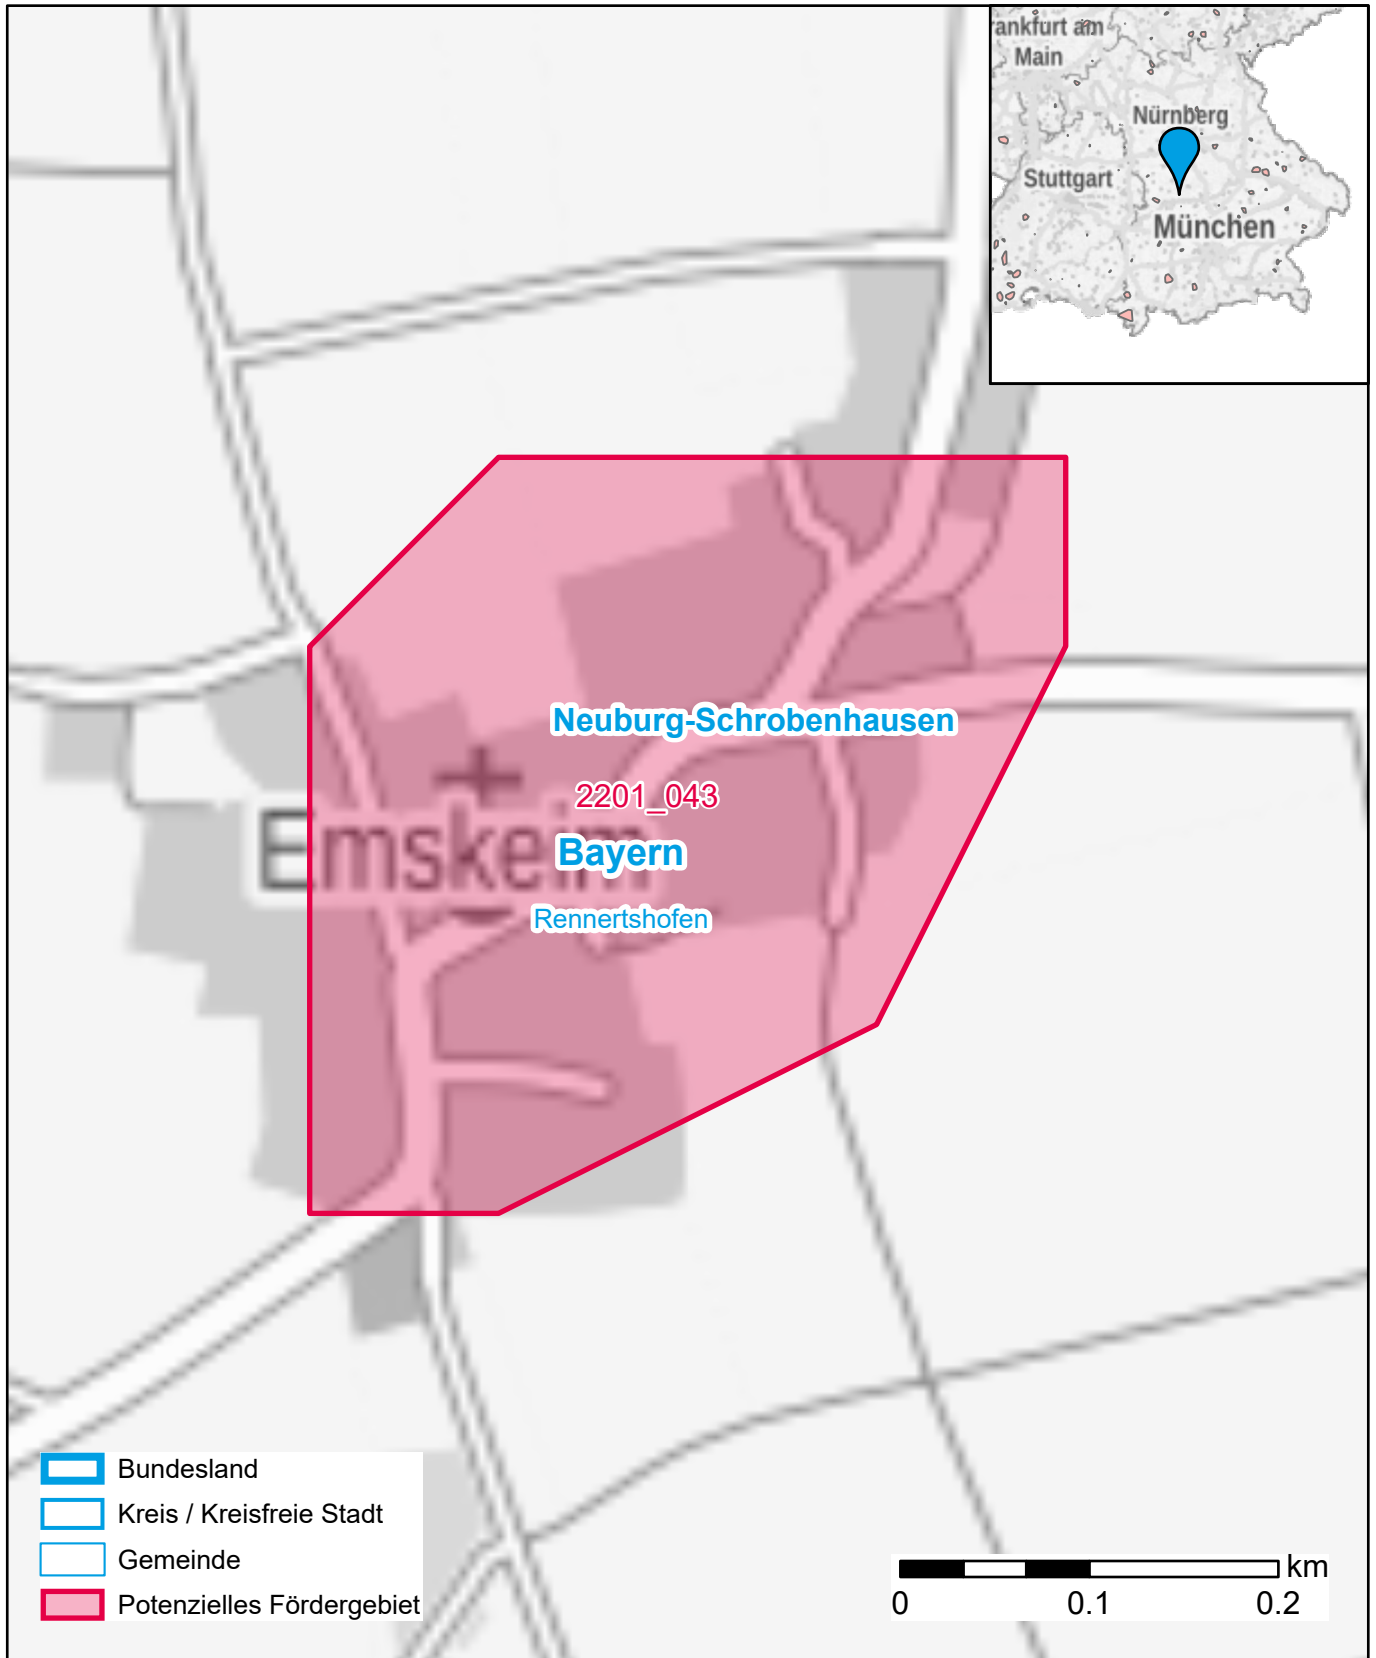 rankfurt am
Main
Nürnberg
Stuttgart
München
Neuburg-Schrobenhausen
2201_043
Emskeim
Bayern
Rennertshofen
Bundesland
Kreis / Kreisfreie Stadt
Gemeinde
Potenzielles Fördergebiet
km
0 0.1 0.2